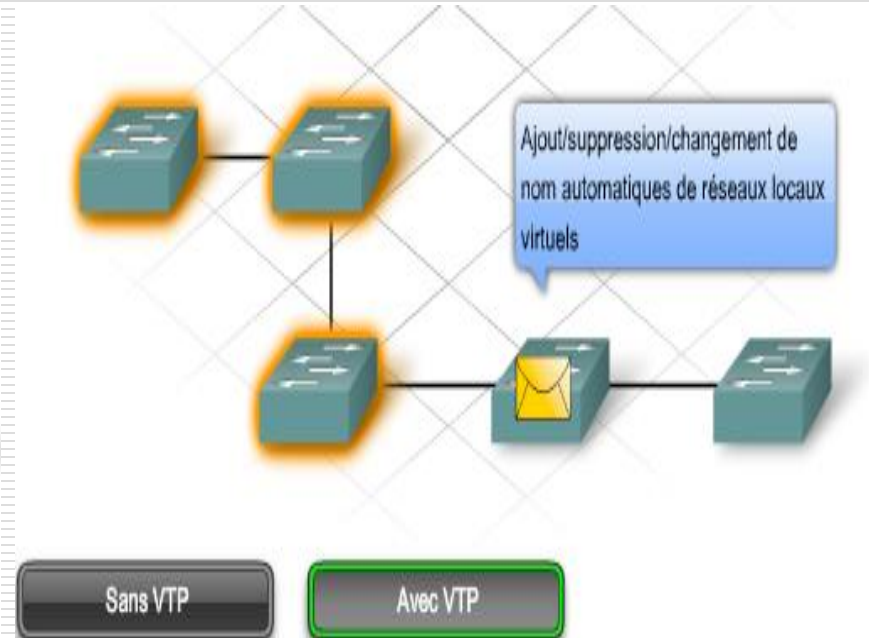 Ajout/suppression/changement de
nom automatiques de réseaux locaux
virtuels
Sans VTP
Avec VTP